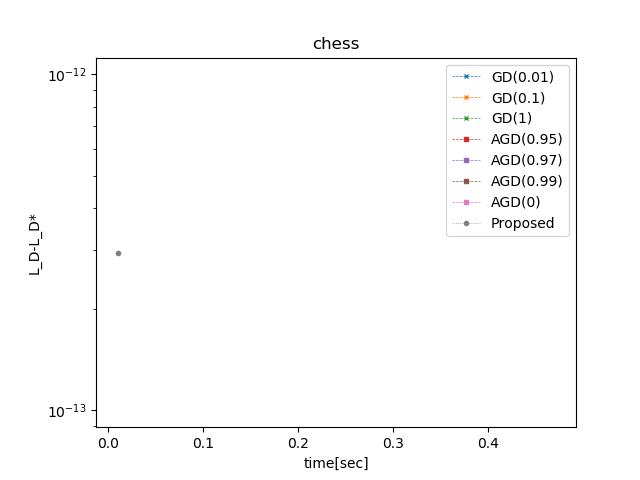 chess
10⁻¹²
10⁻¹³
L_D-L_D*
GD(0.01)
GD(0.1)
GD(1)
AGD(0.95)
AGD(0.97)
AGD(0.99)
AGD(0)
Proposed
0.0 0.1 0.2 0.3 0.4
time[sec]